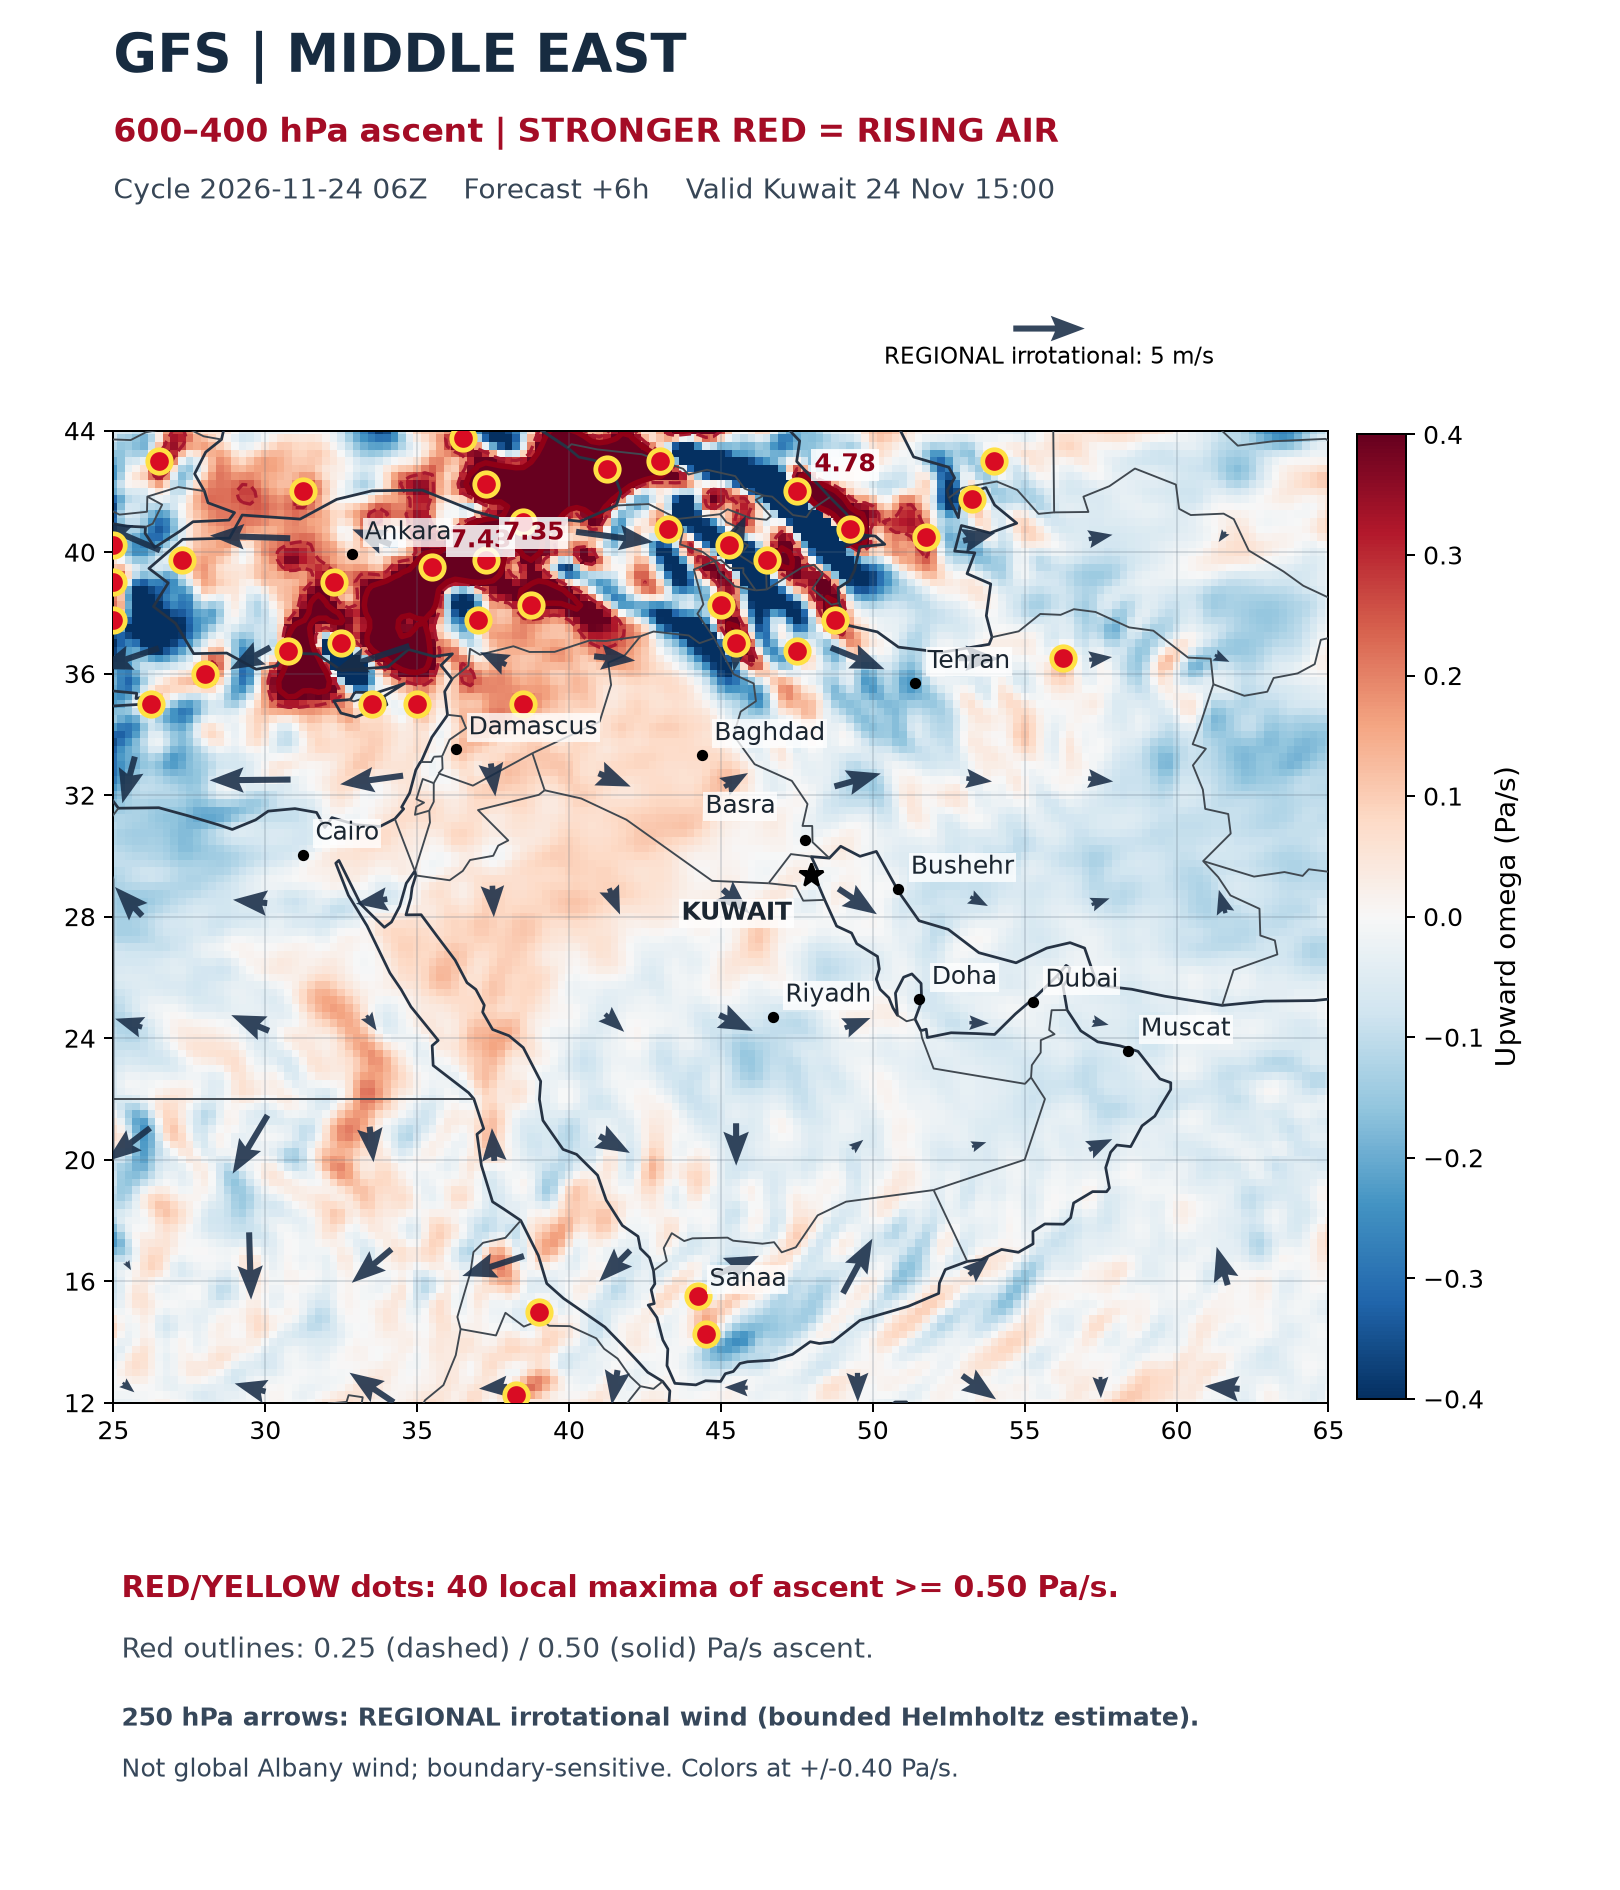 GFS | MIDDLE EAST
600–400 hPa ascent | STRONGER RED = RISING AIR
Cycle 2026-11-24 06Z    Forecast +6h    Valid Kuwait 24 Nov 15:00
REGIONAL irrotational: 5 m/s
44
40
36
32
28
24
20
16
12
25 30 35 40 45 50 55 60 65
4.78
Ankara
7.35
Tehran
Damascus
Baghdad
Basra
Cairo
Bushehr
KUWAIT
Doha
Dubai
Riyadh
Muscat
Sanaa
0.4
0.3
0.2
0.1
0.0
−0.1
−0.2
−0.3
−0.4
Upward omega (Pa/s)
RED/YELLOW dots: 40 local maxima of ascent >= 0.50 Pa/s.
Red outlines: 0.25 (dashed) / 0.50 (solid) Pa/s ascent.
250 hPa arrows: REGIONAL irrotational wind (bounded Helmholtz estimate).
Not global Albany wind; boundary-sensitive. Colors at +/-0.40 Pa/s.